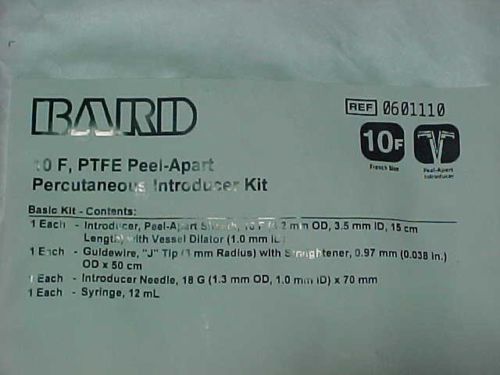 BARD
REF 0601110
10F
French Size
Peel-Apart
Introducer
10 F, PTFE Peel-Apart
Percutaneous Introducer Kit
Basic Kit - Contents:
1 Each - Introducer, Peel-Apart 10 F mm OD, 3.5 mm ID, 15 cm
Length) with Vessel Dilator (1.0 mm ID)
1 Each - Guidewire, "J" Tip mm Radius) with Straightener, 0.97 mm (0.038 in.)
OD x 50 cm
1 Each - Introducer Needle, 18 G (1.3 mm OD, 1.0 mm ID) x 70 mm
1 Each - Syringe, 12 mL